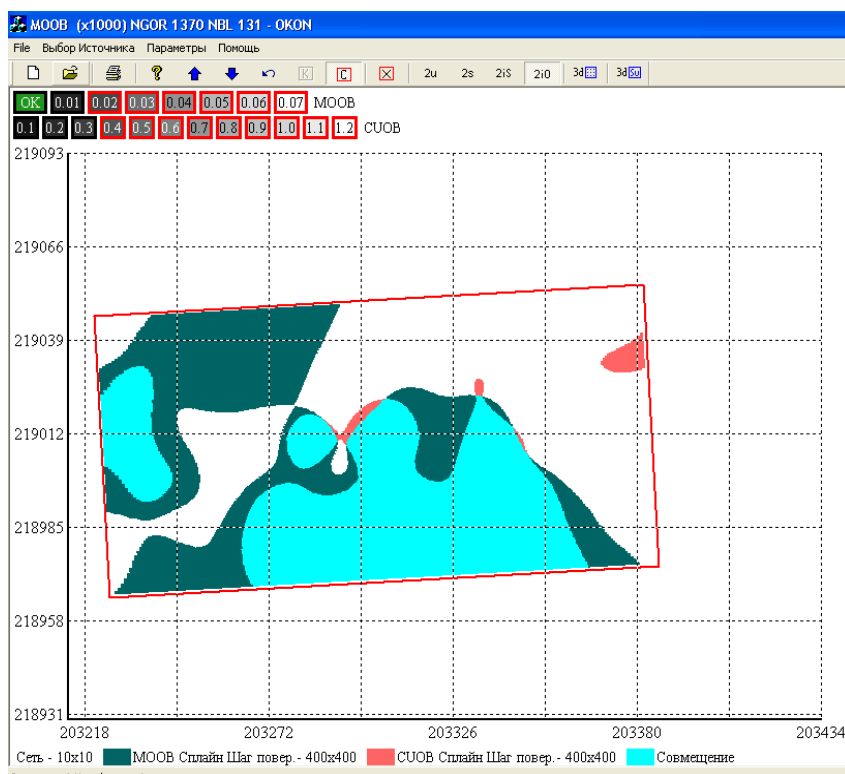 MOOB (x1000) NGOR 1370 NBL 131 - OKON
File Выбор Источника Параметры Помощь
K C 2u 2s 2iS 2i0 3d 3d Su
OK 0.01 0.02 0.03 0.04 0.05 0.06 0.07 MOOB
0.1 0.2 0.3 0.4 0.5 0.6 0.7 0.8 0.9 1.0 1.1 1.2 CUOB
219093
219066
219039
219012
218985
218958
218931
203218 203272 203326 203380 203434
Сеть - 10x10 MOOB Сплайн Шаг повер.- 400x400 CUOB Сплайн Шаг повер.- 400x400 Совмещение